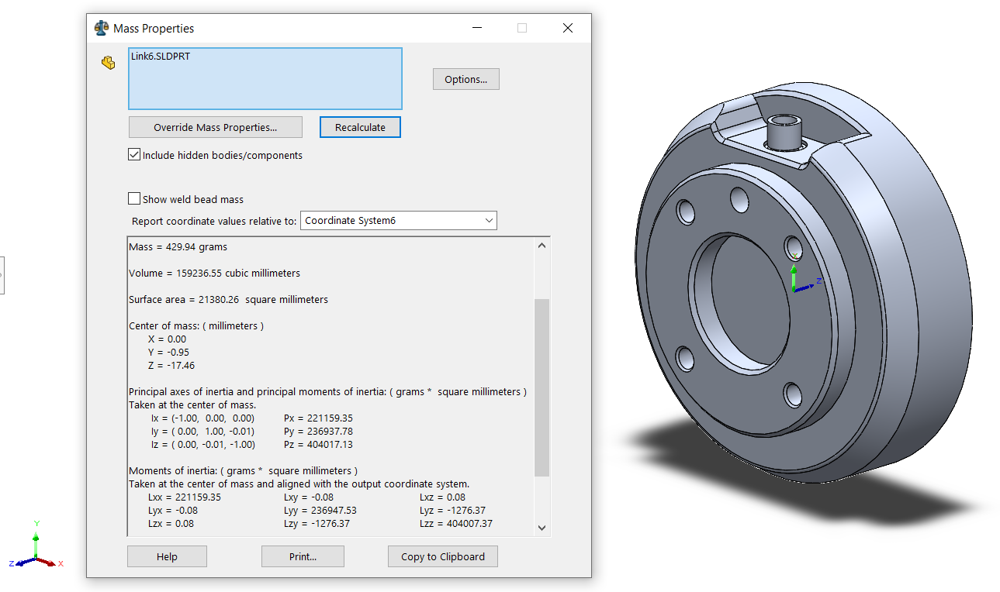 Mass Properties
Link6.SLDPRT
Options...
Override Mass Properties...
Recalculate
Include hidden bodies/components
Show weld bead mass
Report coordinate values relative to: Coordinate System6
Mass = 429.94 grams
Volume = 159236.55 cubic millimeters
Surface area = 21380.26 square millimeters
Center of mass: ( millimeters )
X = 0.00
Y = -0.95
Z = -17.46
Principal axes of inertia and principal moments of inertia: ( grams * square millimeters )
Taken at the center of mass.
Ix = (-1.00, 0.00, 0.00) Px = 221159.35
Iy = ( 0.00, 1.00, -0.01) Py = 236937.78
Iz = ( 0.00, -0.01, -1.00) Pz = 404017.13
Moments of inertia: ( grams * square millimeters )
Taken at the center of mass and aligned with the output coordinate system.
Lxx = 221159.35 Lxy = -0.08 Lxz = 0.08
Lyx = -0.08 Lyy = 236947.53 Lyz = -1276.37
Lzx = 0.08 Lzy = -1276.37 Lzz = 404007.37
Help
Print...
Copy to Clipboard
Y
Z
X
Y
Z